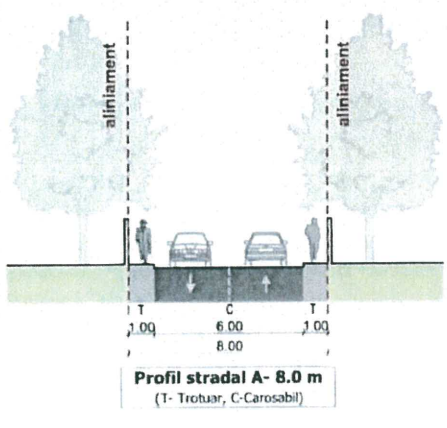 aliniament
aliniament
T C T
1.00 6.00 1.00
8.00
Profil stradal A- 8.0 m
(T- Trotuar, C-Carosabil)